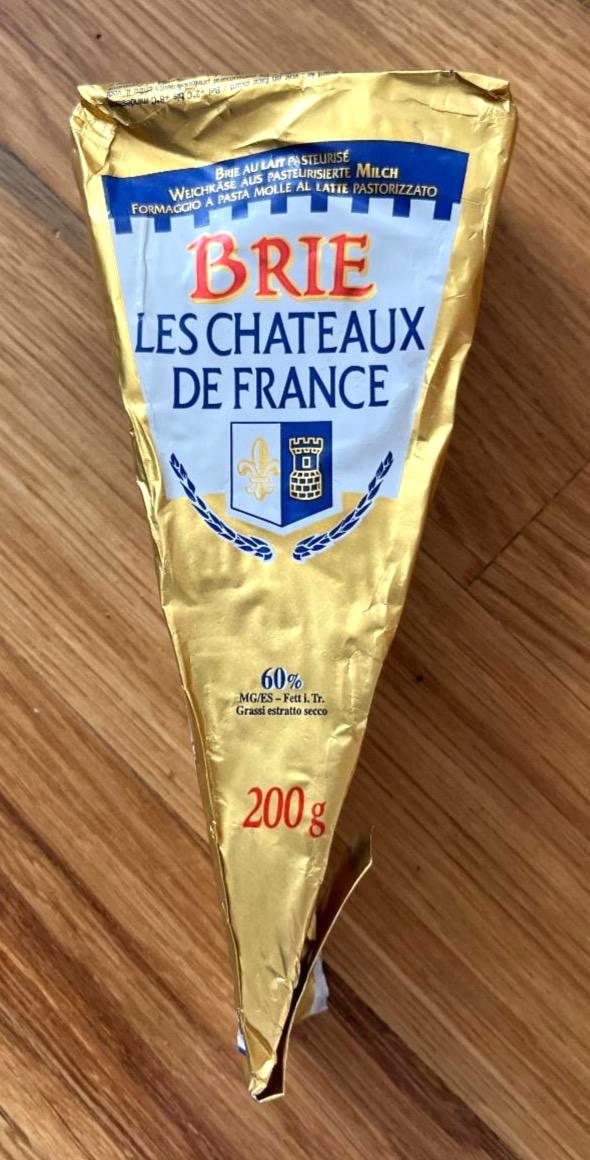 BRIE AU LAIT PASTEURISÉ
WEICHKÄSE AUS PASTEURISIERTE MILCH
FORMAGGIO A PASTA MOLLE AL LATTE PASTORIZZATO
BRIE
LES CHATEAUX
DE FRANCE
60%
MG/ES – Fett i. Tr.
Grassi estratto secco
200 g